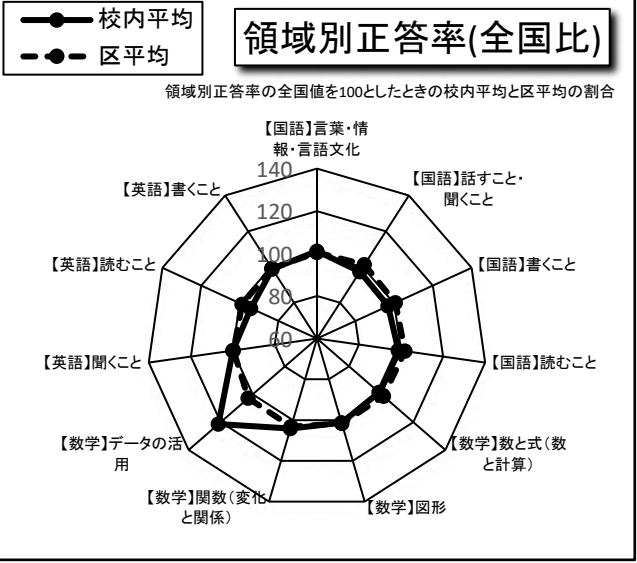 校内平均
区平均
領域別正答率(全国比)
領域別正答率の全国値を100としたときの校内平均と区平均の割合
【国語】言葉・情
報・言語文化
【国語】話すこと・
聞くこと
【国語】書くこと
【国語】読むこと
【数学】数と式(数
と計算)
【数学】図形
【数学】関数(変化
と関係)
【数学】データの活
用
【英語】聞くこと
【英語】読むこと
【英語】書くこと
140
120
100
80
60